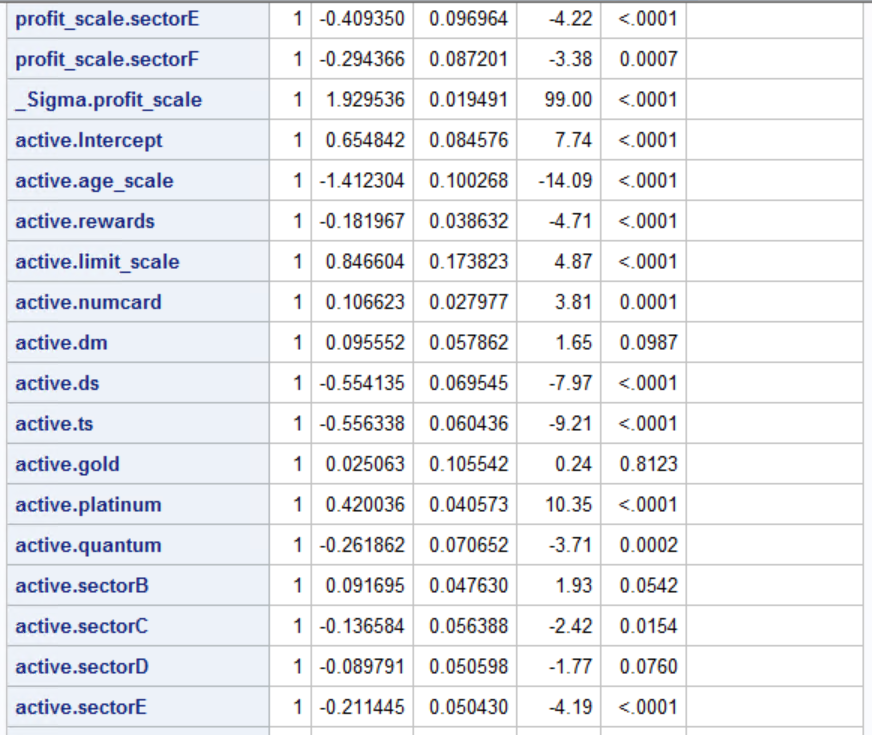 profit_scale.sectorE 1 -0.409350 0.096964 -4.22 <.0001
profit_scale.sectorF 1 -0.294366 0.087201 -3.38 0.0007
_Sigma.profit_scale 1 1.929536 0.019491 99.00 <.0001
active.Intercept 1 0.654842 0.084576 7.74 <.0001
active.age_scale 1 -1.412304 0.100268 -14.09 <.0001
active.rewards 1 -0.181967 0.038632 -4.71 <.0001
active.limit_scale 1 0.846604 0.173823 4.87 <.0001
active.numcard 1 0.106623 0.027977 3.81 0.0001
active.dm 1 0.095552 0.057862 1.65 0.0987
active.ds 1 -0.554135 0.069545 -7.97 <.0001
active.ts 1 -0.556338 0.060436 -9.21 <.0001
active.gold 1 0.025063 0.105542 0.24 0.8123
active.platinum 1 0.420036 0.040573 10.35 <.0001
active.quantum 1 -0.261862 0.070652 -3.71 0.0002
active.sectorB 1 0.091695 0.047630 1.93 0.0542
active.sectorC 1 -0.136584 0.056388 -2.42 0.0154
active.sectorD 1 -0.089791 0.050598 -1.77 0.0760
active.sectorE 1 -0.211445 0.050430 -4.19 <.0001